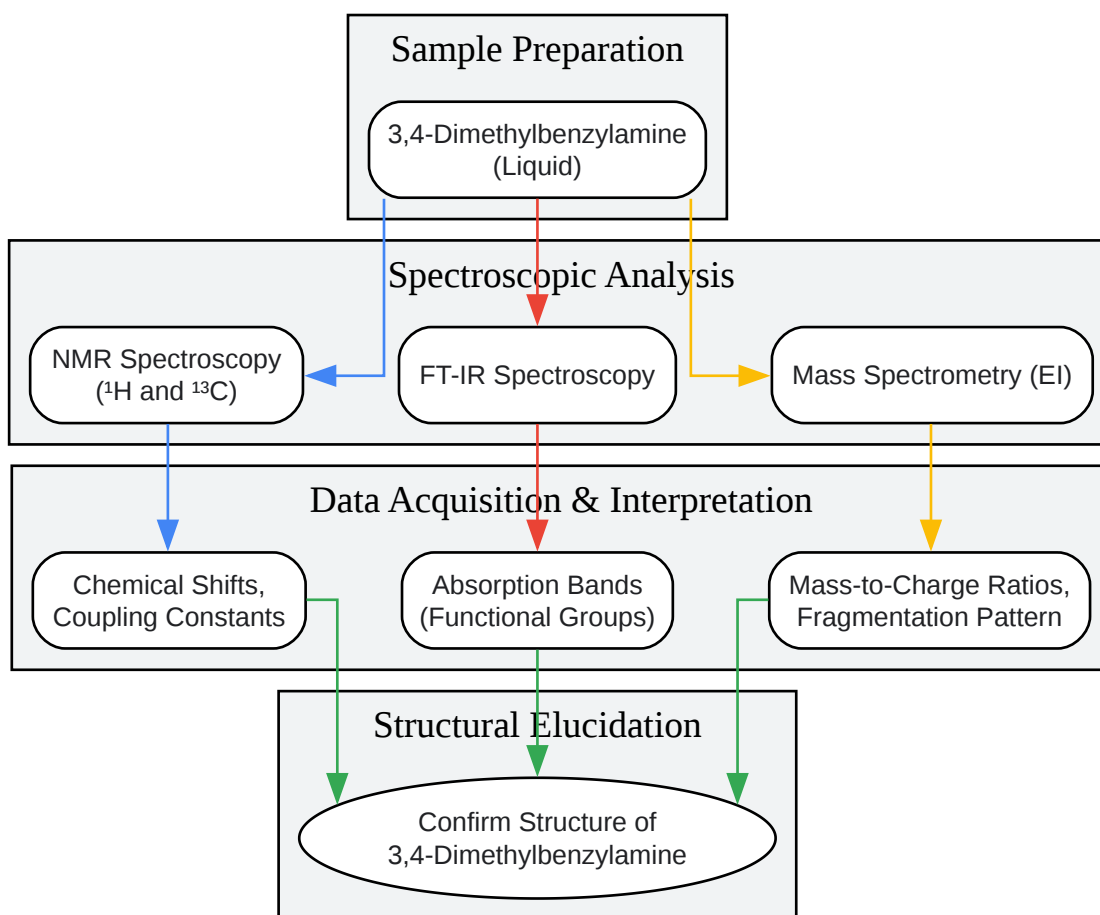 Sample Preparation
3,4-Dimethylbenzylamine
(Liquid)
Spectroscopic Analysis
NMR Spectroscopy
(¹H and ¹³C)
FT-IR Spectroscopy
Mass Spectrometry (EI)
Data Acquisition & Interpretation
Chemical Shifts,
Coupling Constants
Absorption Bands
(Functional Groups)
Mass-to-Charge Ratios,
Fragmentation Pattern
Structural Elucidation
Confirm Structure of
3,4-Dimethylbenzylamine